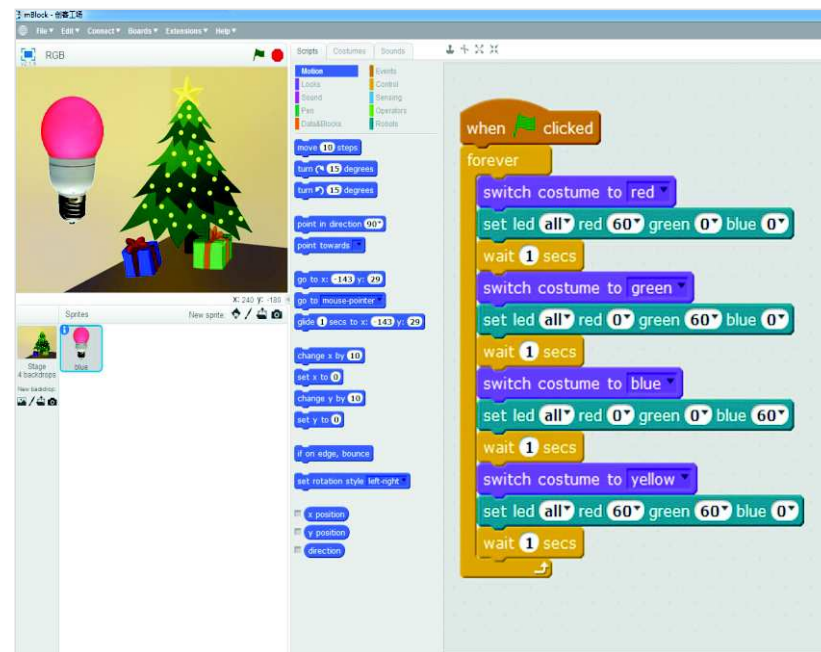 mBlock - 创客工场
File Edit Connect Boards Extensions Help
RGB
X: 240 y: -180
Sprites New sprite:
Stage
4 backdrops
New backdrop:
blue
Scripts Costumes Sounds
Motion Events
Looks Control
Sound Sensing
Pen Operators
Data&Blocks Robots
move 10 steps
turn 15 degrees
turn 15 degrees
point in direction 90
point towards
go to x: -143 y: 29
go to mouse-pointer
glide 1 secs to x: -143 y: 29
change x by 10
set x to 0
change y by 10
set y to 0
if on edge, bounce
set rotation style left-right
x position
y position
direction
when clicked
forever
switch costume to red
set led all red 60 green 0 blue 0
wait 1 secs
switch costume to green
set led all red 0 green 60 blue 0
wait 1 secs
switch costume to blue
set led all red 0 green 0 blue 60
wait 1 secs
switch costume to yellow
set led all red 60 green 60 blue 0
wait 1 secs